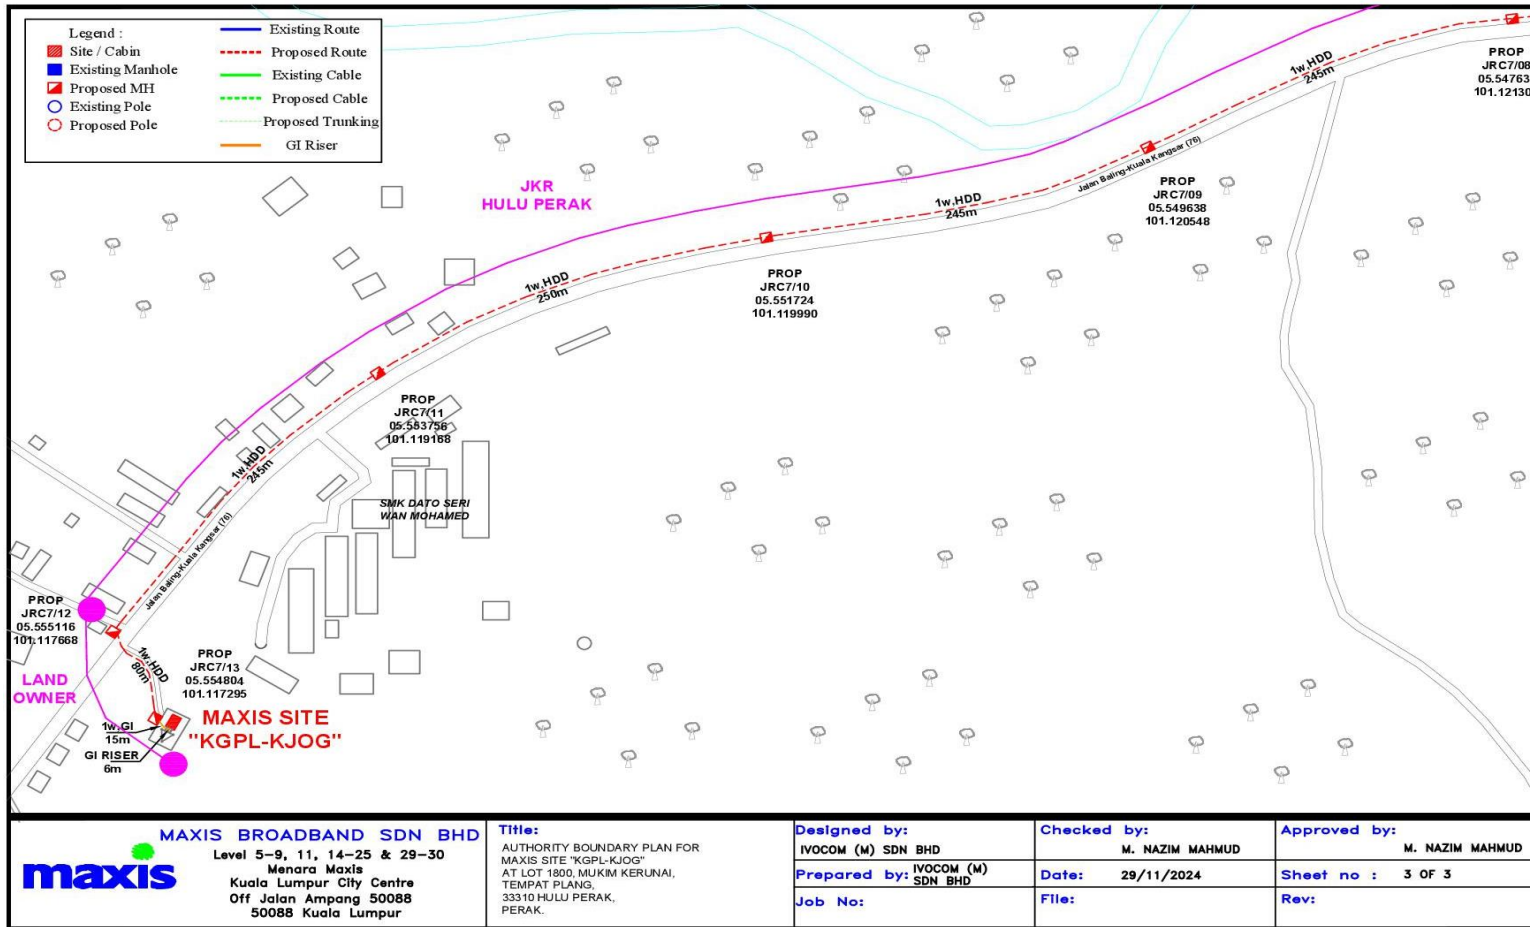 Legend :
Site / Cabin
Existing Manhole
Proposed MH
Existing Pole
Proposed Pole
Existing Route
Proposed Route
Existing Cable
Proposed Cable
Proposed Trunking
GI Riser
JKR
HULU PERAK
1w,HDD
245m
PROP
JRC7/08
05.54763
101.12130
Jalan Baling-Kuala Kangsar (76)
PROP
JRC7/09
05.549638
101.120548
1w,HDD
245m
PROP
JRC7/10
05.551724
101.119990
1w,HDD
250m
PROP
JRC7/11
05.553756
101.119168
1w,HDD
245m
SMK DATO SERI
WAN MOHAMED
Jalan Baling-Kuala Kangsar (76)
PROP
JRC7/12
05.555116
101.117668
1w,HDD
80m
PROP
JRC7/13
05.554804
101.117295
LAND
OWNER
MAXIS SITE
"KGPL-KJOG"
1w,GI
15m
GI RISER
6m
maxis
MAXIS BROADBAND SDN BHD
Level 5-9, 11, 14-25 & 29-30
Menara Maxis
Kuala Lumpur City Centre
Off Jalan Ampang 50088
50088 Kuala Lumpur
Title:
AUTHORITY BOUNDARY PLAN FOR
MAXIS SITE "KGPL-KJOG"
AT LOT 1800, MUKIM KERUNAI,
TEMPAT PLANG,
33310 HULU PERAK,
PERAK.
Designed by:
IVOCOM (M) SDN BHD
Prepared by: IVOCOM (M)
SDN BHD
Job No:
Checked by:
M. NAZIM MAHMUD
Date: 29/11/2024
File:
Approved by:
M. NAZIM MAHMUD
Sheet no : 3 OF 3
Rev: